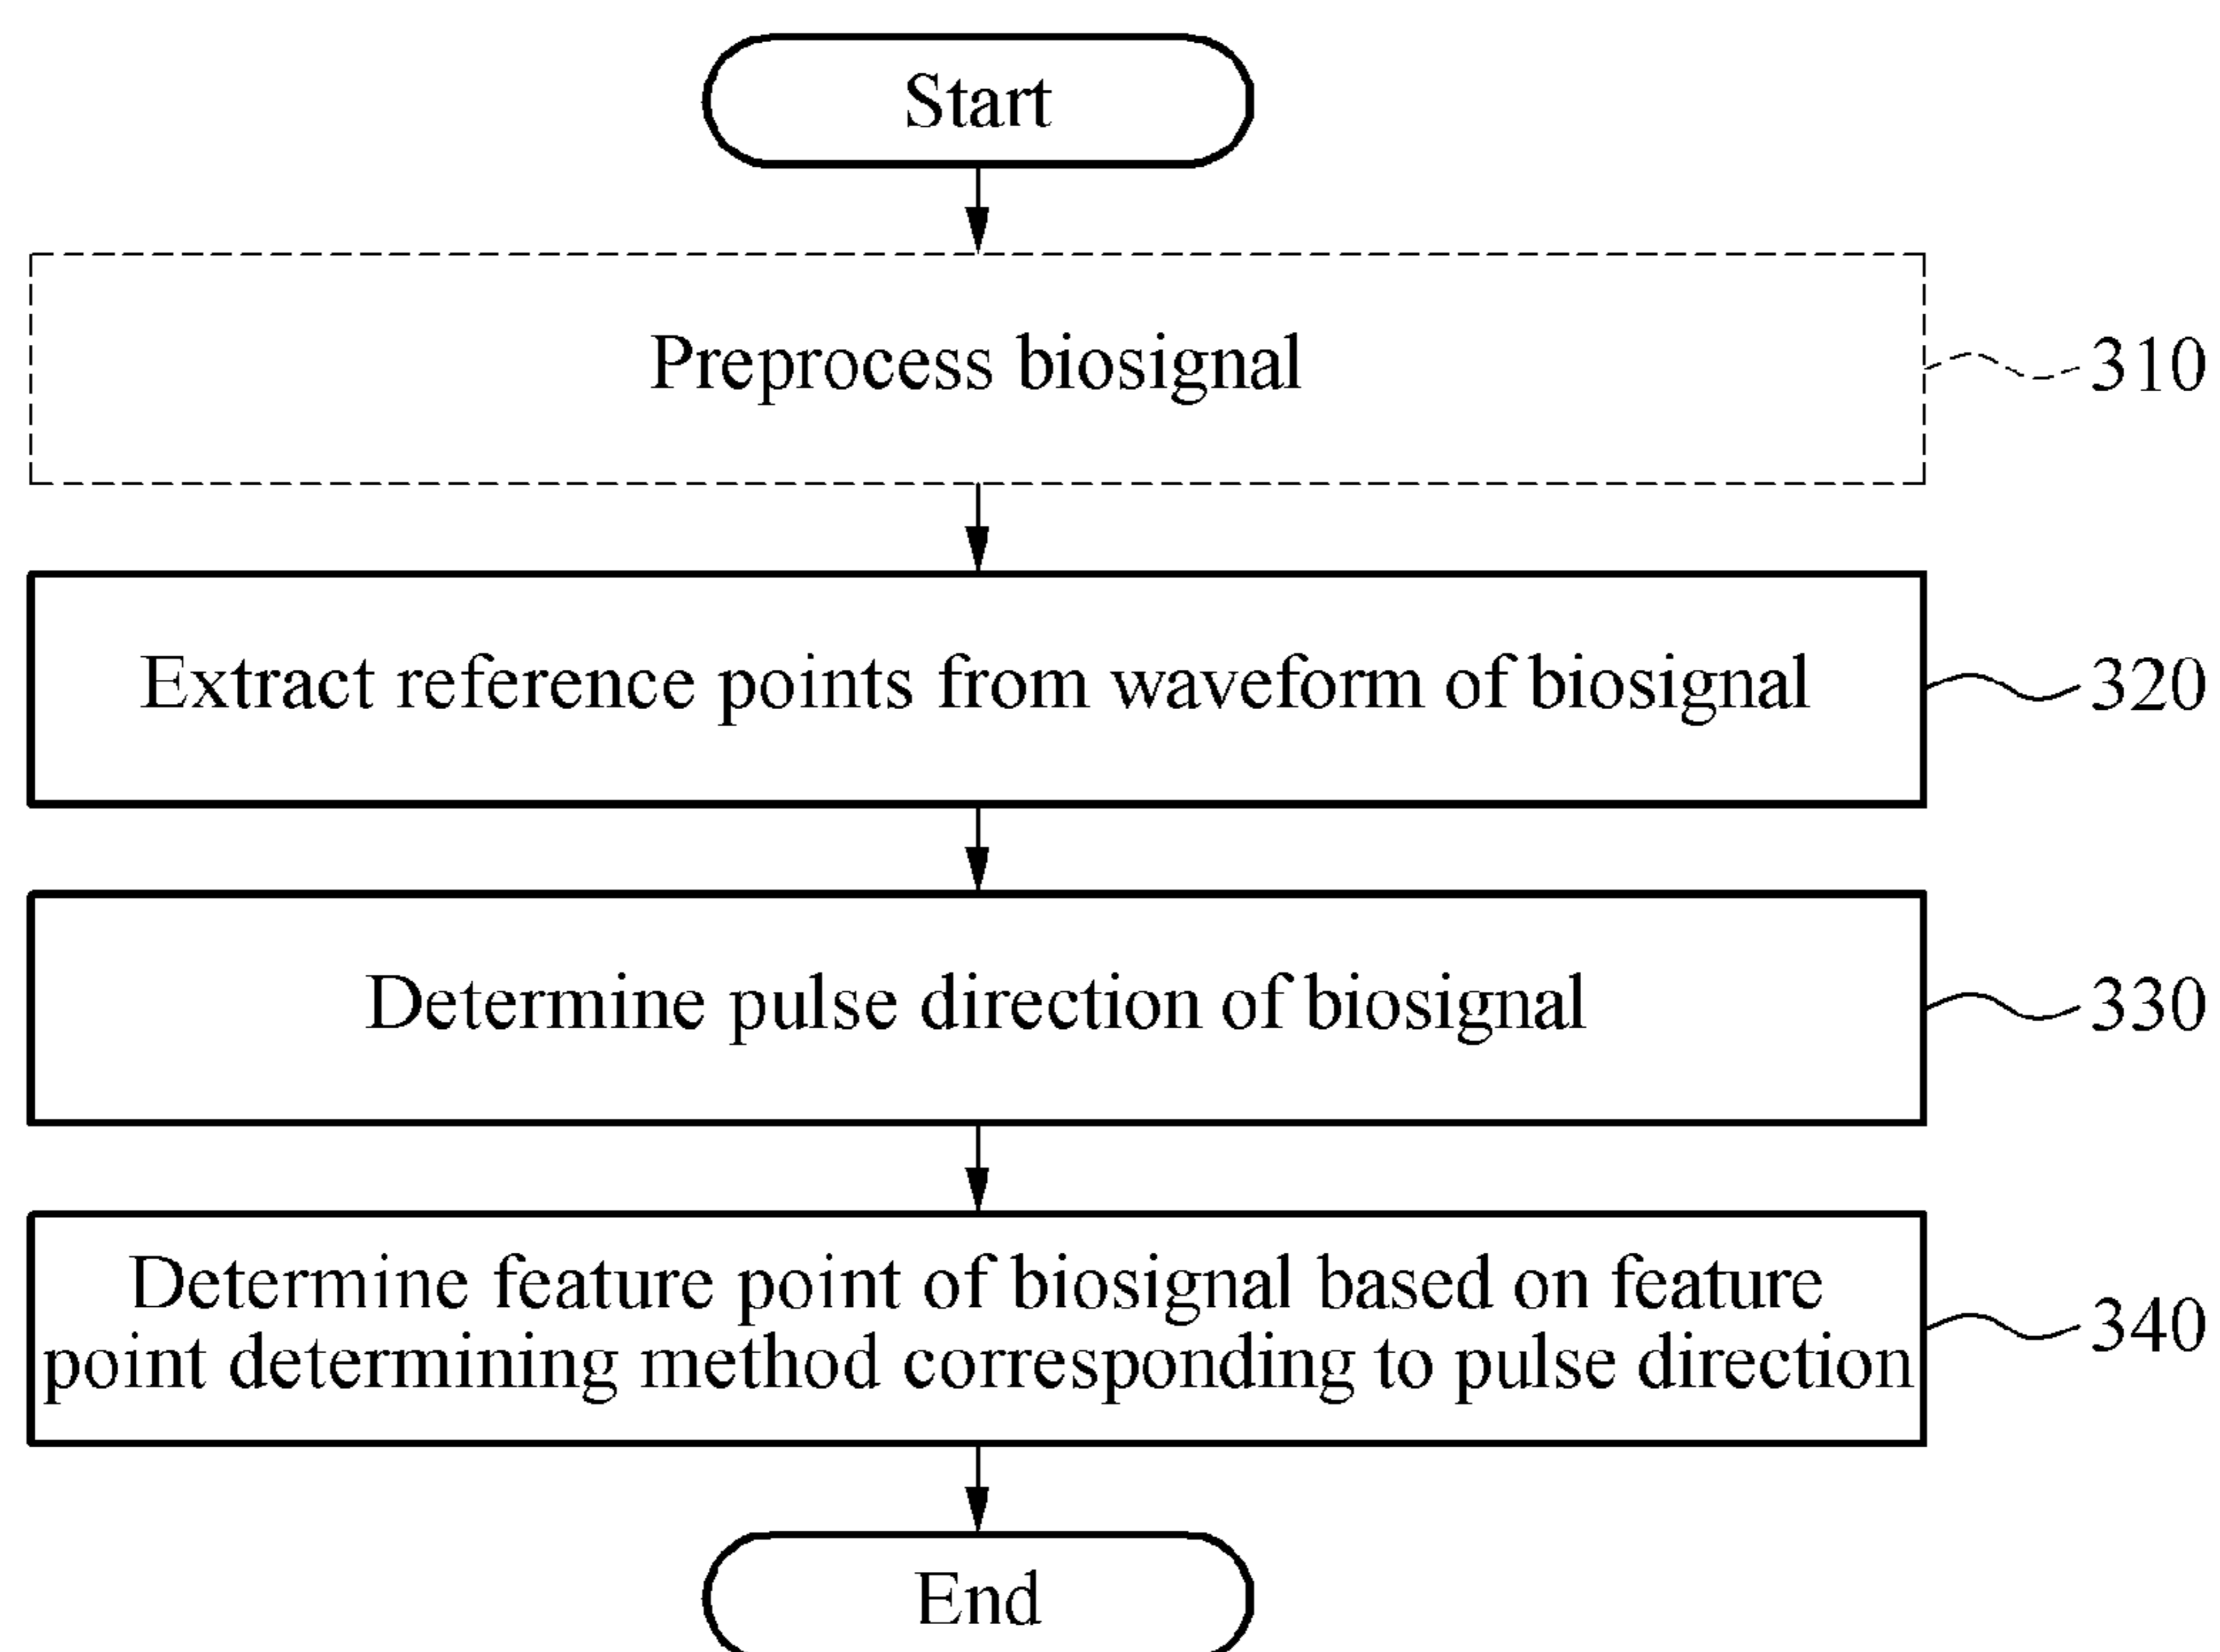 Start
Preprocess biosignal
310
Extract reference points from waveform of biosignal
320
Determine pulse direction of biosignal
330
Determine feature point of biosignal based on feature
point determining method corresponding to pulse direction
340
End